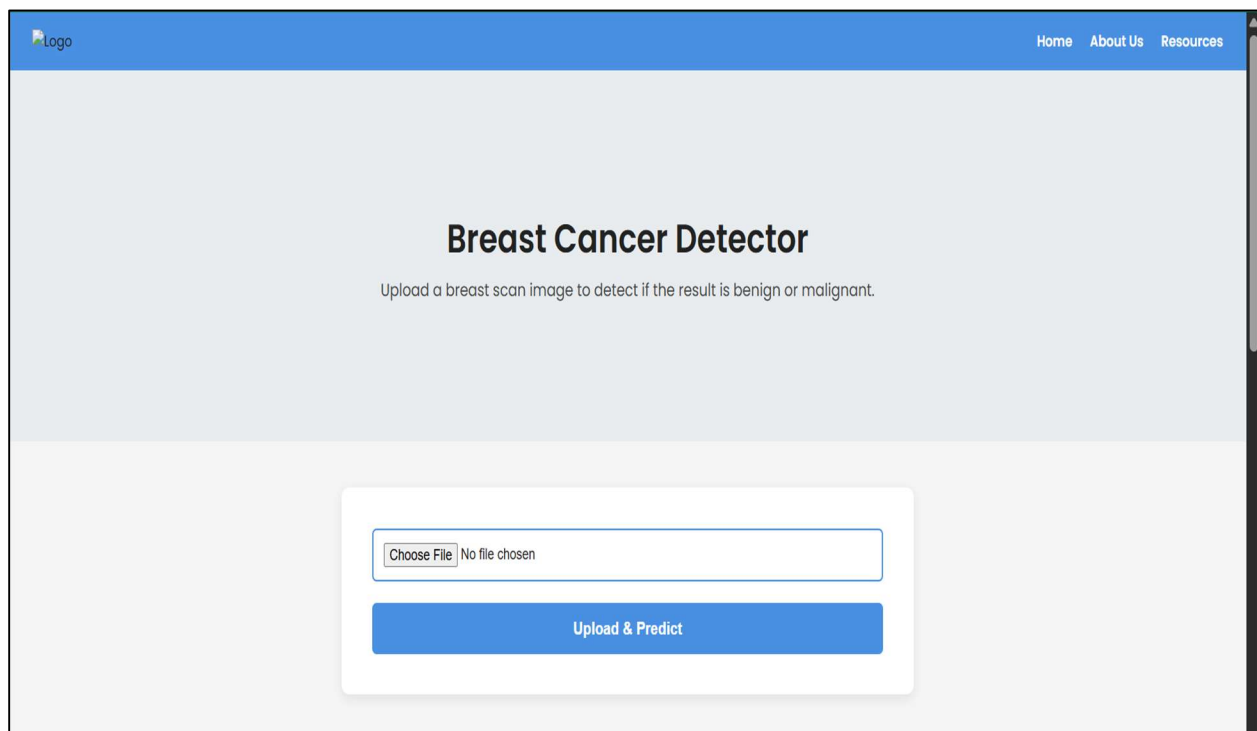 Logo
Home About Us Resources
Breast Cancer Detector
Upload a breast scan image to detect if the result is benign or malignant.
Choose File No file chosen
Upload & Predict